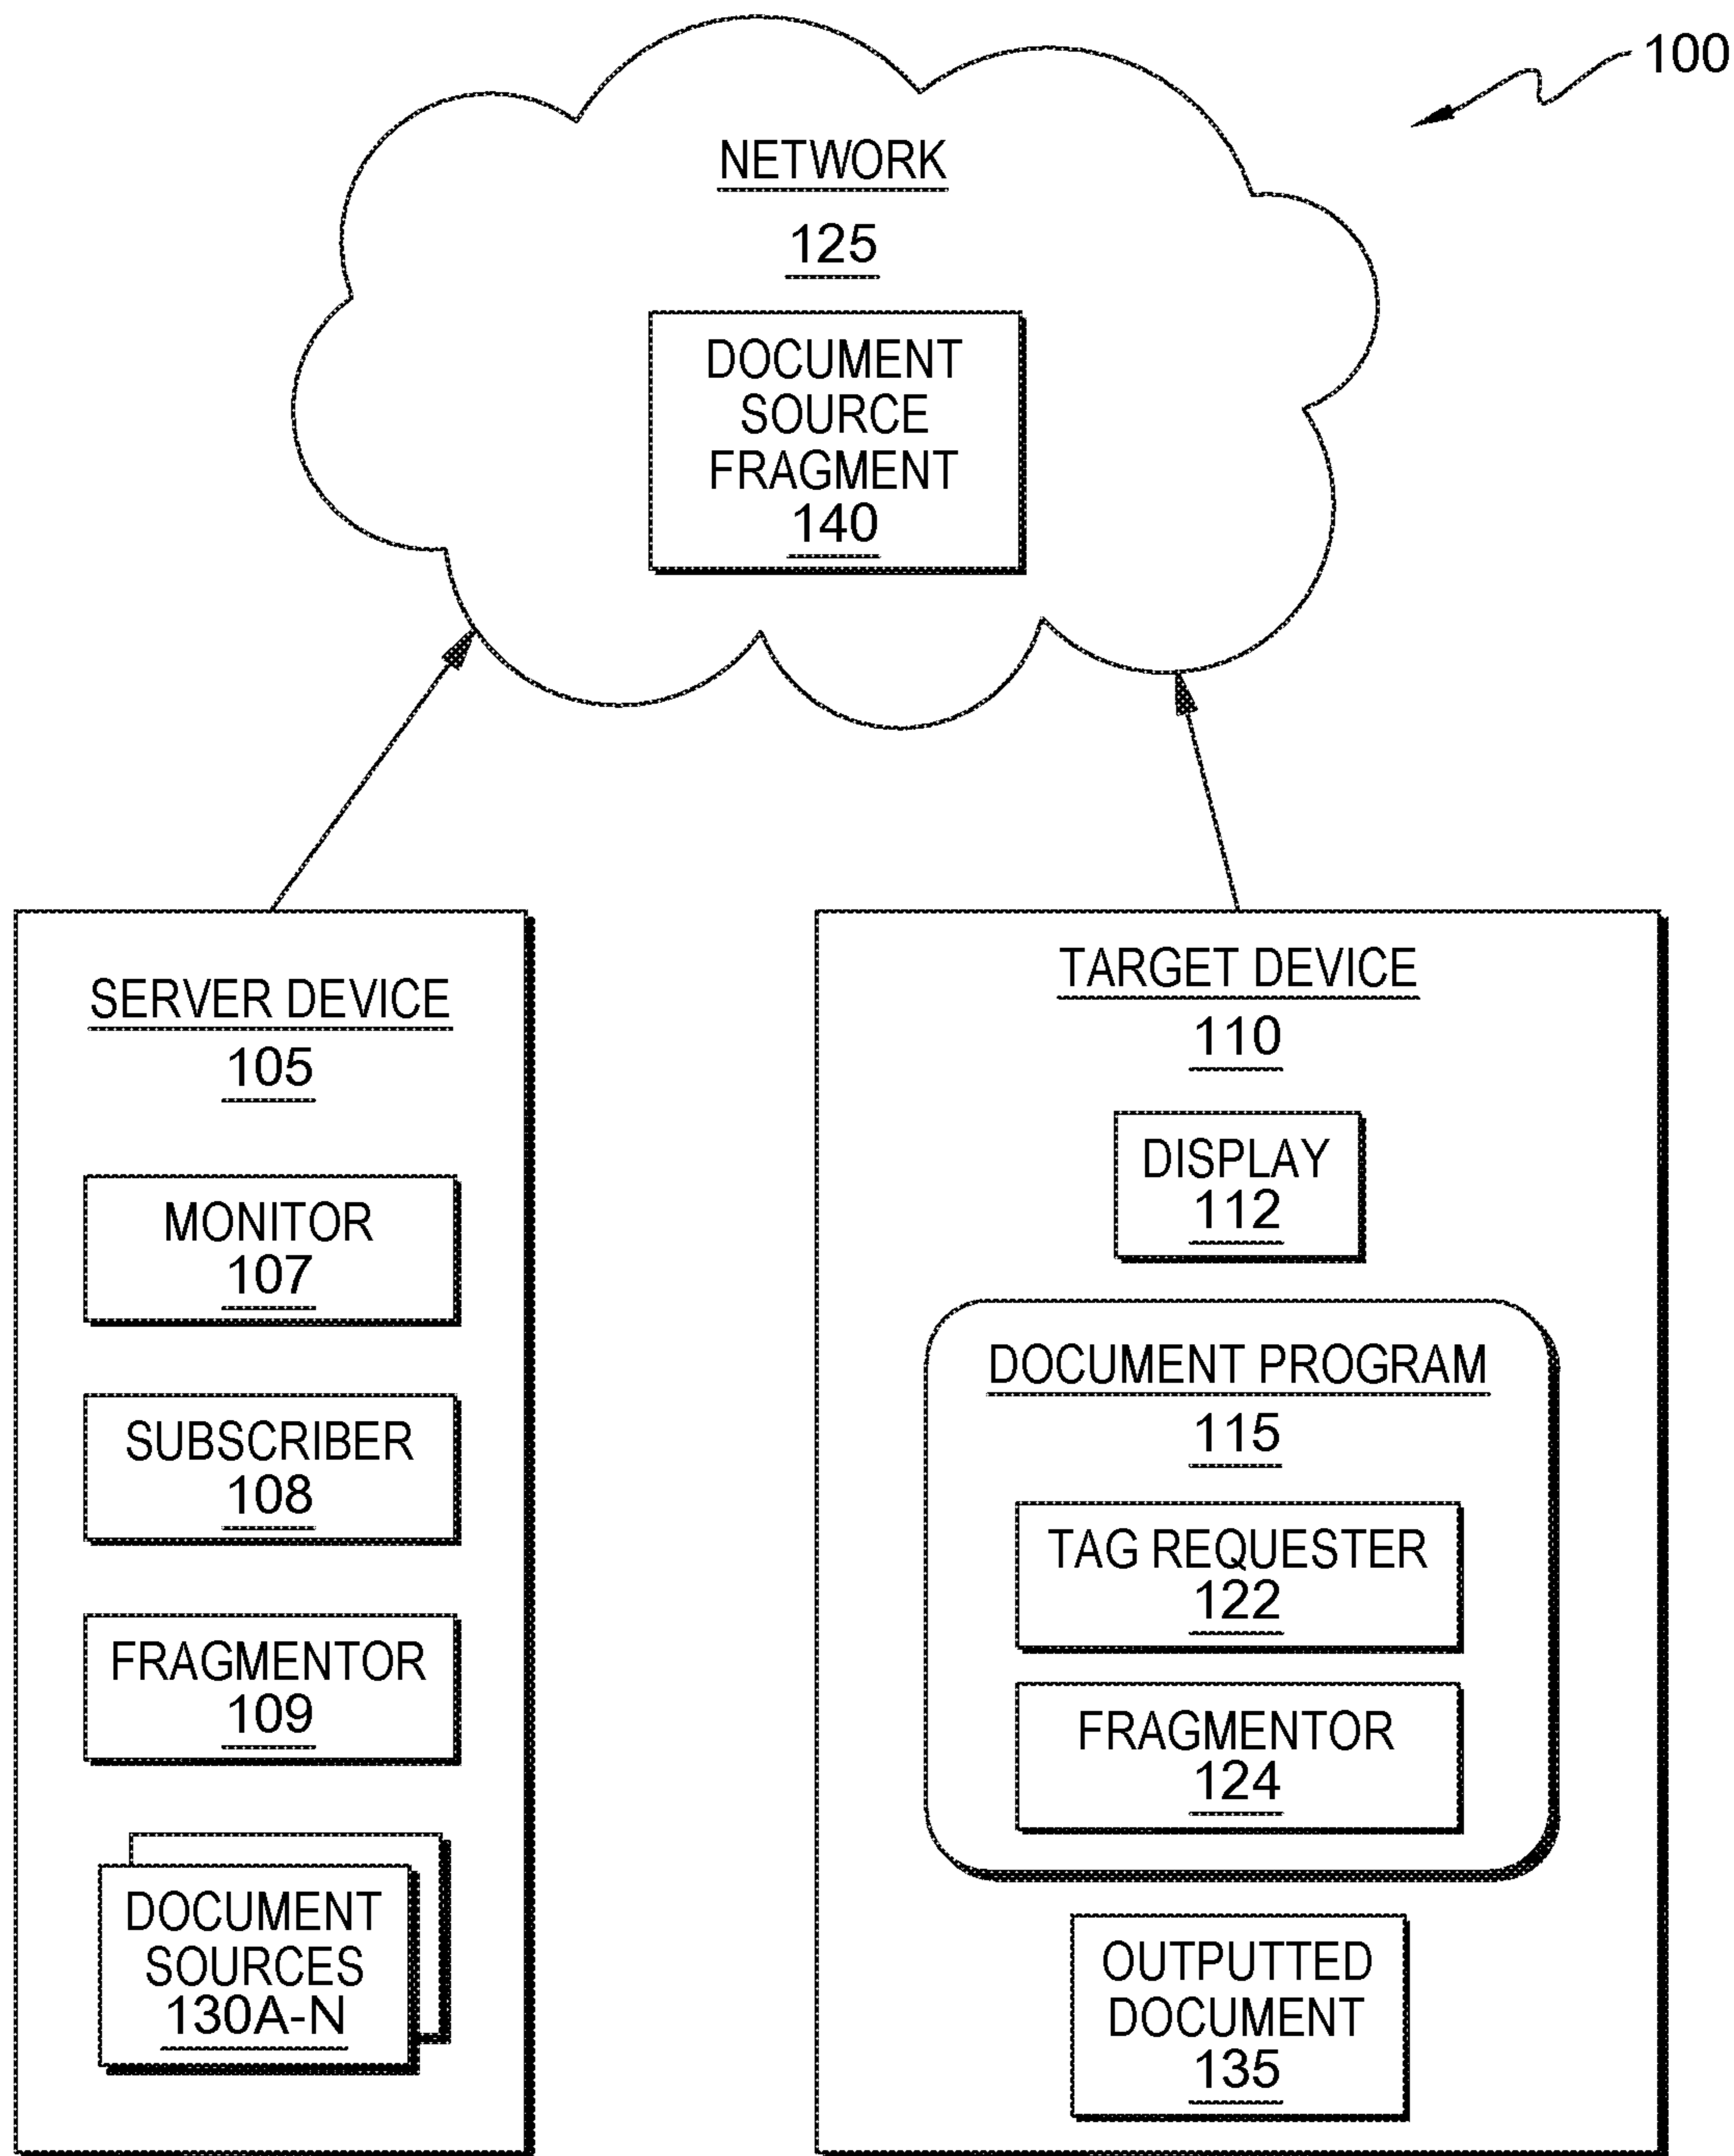 100
NETWORK
125
DOCUMENT
SOURCE
FRAGMENT
140
SERVER DEVICE
105
MONITOR
107
SUBSCRIBER
108
FRAGMENTOR
109
DOCUMENT
SOURCES
130A-N
TARGET DEVICE
110
DISPLAY
112
DOCUMENT PROGRAM
115
TAG REQUESTER
122
FRAGMENTOR
124
OUTPUTTED
DOCUMENT
135